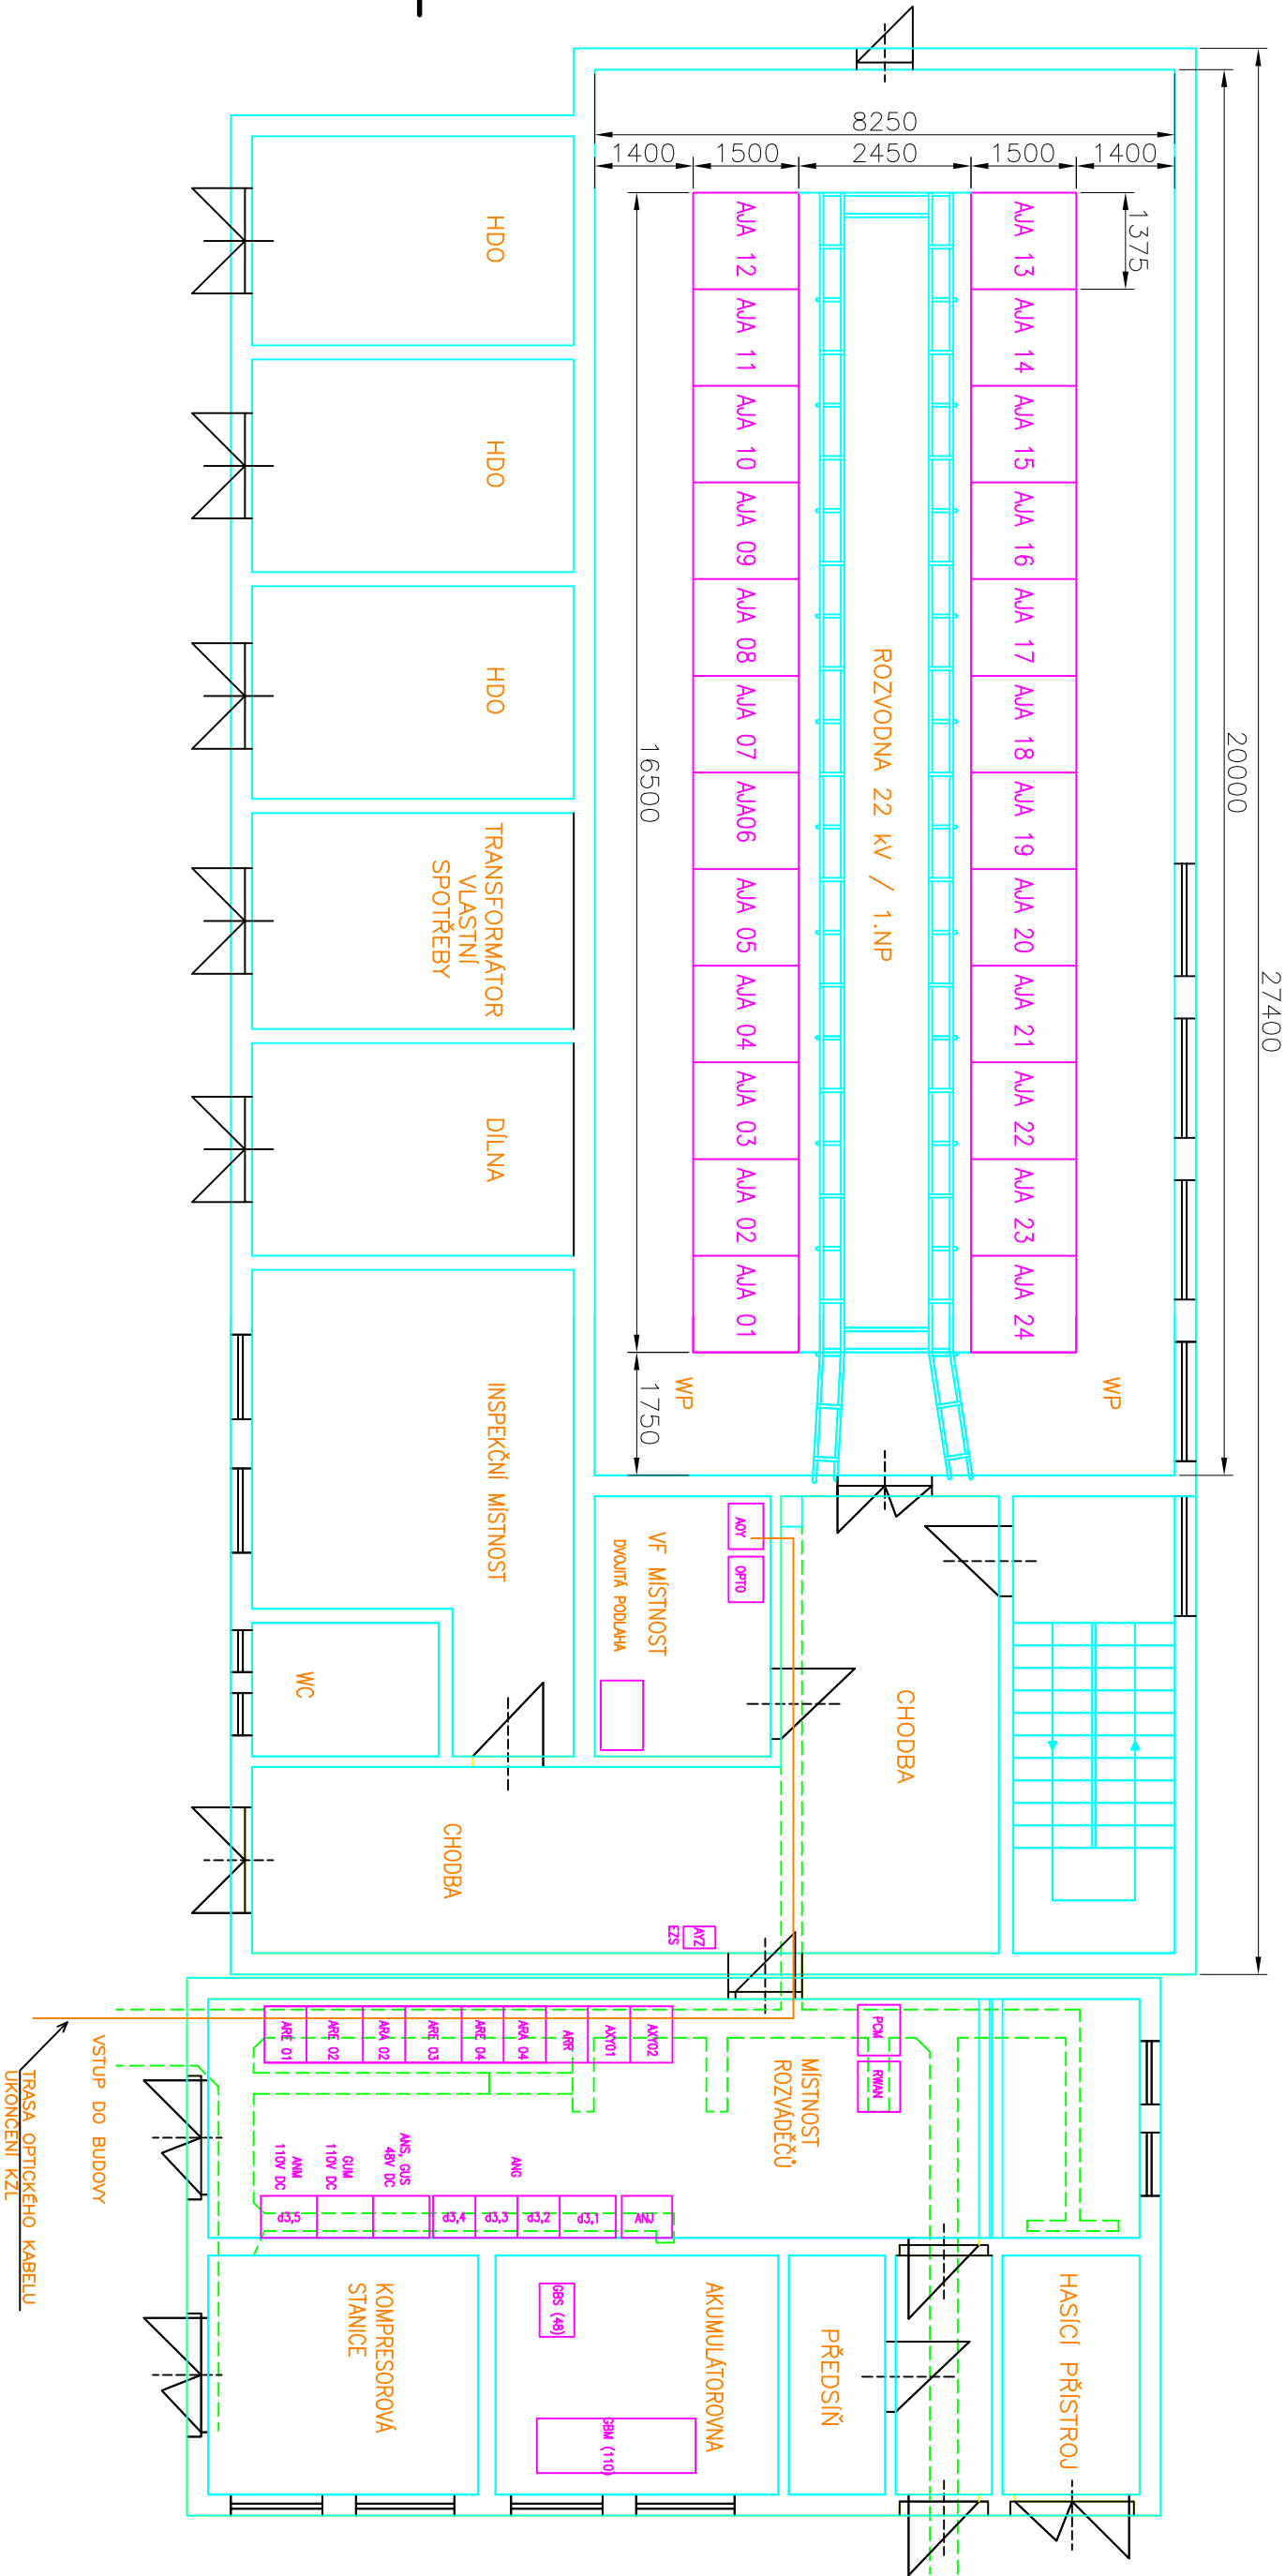 27400
20000
8250
1400
1500
2450
1500
1400
1375
AJA 13
AJA 14
AJA 15
AJA 16
AJA 17
AJA 18
AJA 19
AJA 20
AJA 21
AJA 22
AJA 23
AJA 24
ROZVODNA 22 kV / 1.NP
AJA 12
AJA 11
AJA 10
AJA 09
AJA 08
AJA 07
AJA06
AJA 05
AJA 04
AJA 03
AJA 02
AJA 01
16500
1750
WP
WP
HDO
HDO
HDO
TRANSFORMÁTOR
VLASTNÍ
SPOTŘEBY
DÍLNA
INSPEKČNÍ MÍSTNOST
WC
VF MÍSTNOST
DVOJITÁ PODLAHA
AOY
OPTO
CHODBA
CHODBA
AYZ
EZS
PCM
RWAN
MÍSTNOST
ROZVÁDĚČŮ
AXY02
AXY01
ARR
ARA 04
ARE 04
ARE 03
ARA 02
ARE 02
ARE 01
ANG
ANS, GUS
48V DC
GUM
110V DC
ANM
110V DC
ANJ
d3,1
d3,2
d3,3
d3,4
d3,5
HASÍCÍ PŘÍSTROJ
PŘEDSÍŇ
AKUMULÁTOROVNA
GBS (48)
GBM (110)
KOMPRESOROVÁ
STANICE
VSTUP DO BUDOVY
TRASA OPTICKÉHO KABELU
UKONČENÍ KZL